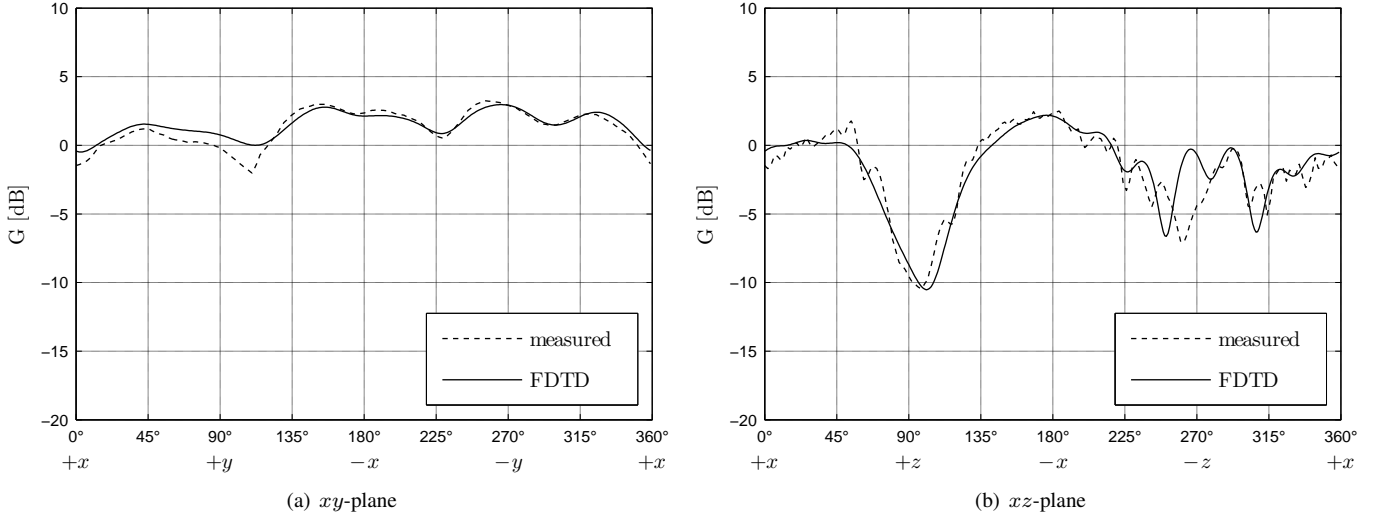 10
5
0
−5
−10
−15
−20
G [dB]
measured
FDTD
0° 45° 90° 135° 180° 225° 270° 315° 360°
+x +y −x −y +x
(a) xy-plane
10
5
0
−5
−10
−15
−20
G [dB]
measured
FDTD
0° 45° 90° 135° 180° 225° 270° 315° 360°
+x +z −x −z +x
(b) xz-plane